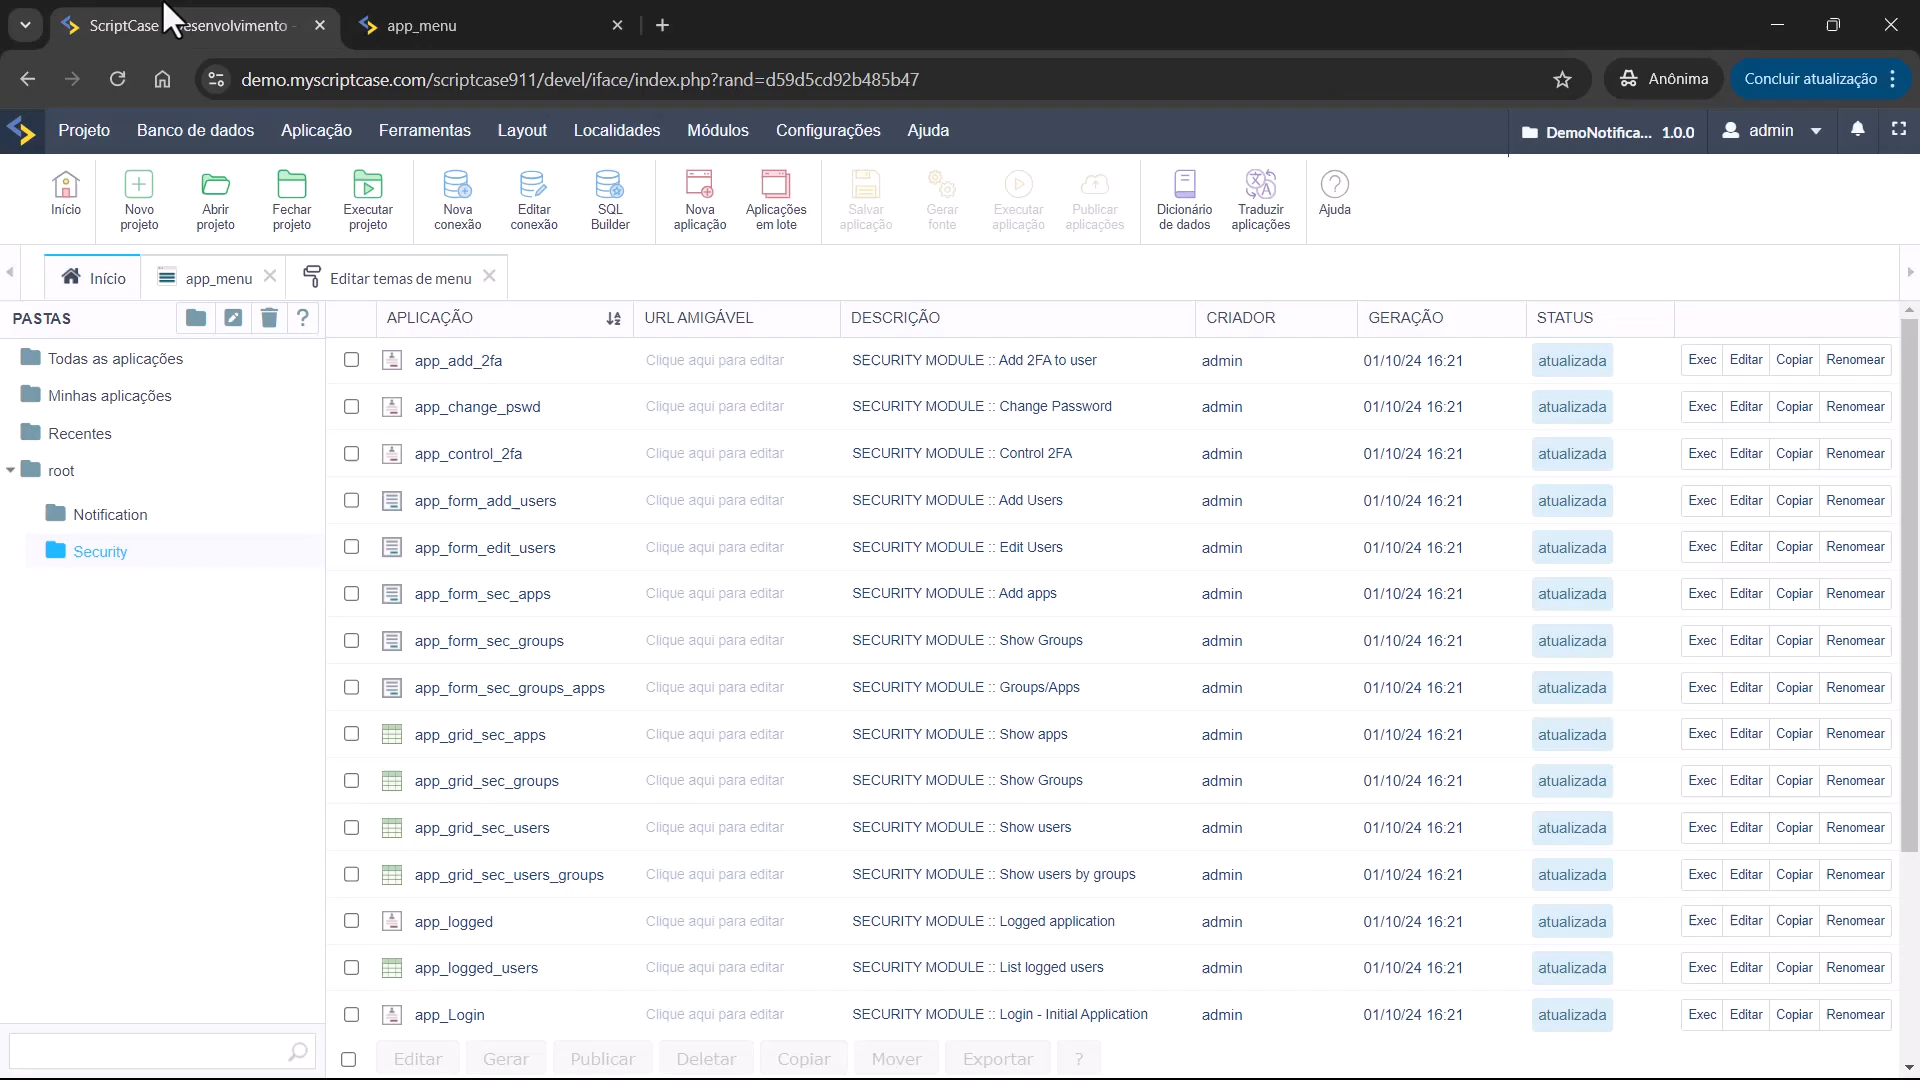 ScriptCase esenvolvimento -
app_menu
demo.myscriptcase.com/scriptcase911/devel/iface/index.php?rand=d59d5cd92b485b47
Anônima
Concluir atualização
Projeto Banco de dados Aplicação Ferramentas Layout Localidades Módulos Configurações Ajuda
DemoNotifica... 1.0.0
admin
Início
Novo projeto
Abrir projeto
Fechar projeto
Executar projeto
Nova conexão
Editar conexão
SQL Builder
Nova aplicação
Aplicações em lote
Salvar aplicação
Gerar fonte
Executar aplicação
Publicar aplicações
Dicionário de dados
Traduzir aplicações
Ajuda
Início
app_menu
Editar temas de menu
PASTAS
?
Todas as aplicações
Minhas aplicações
Recentes
root
Notification
Security
APLICAÇÃO URL AMIGÁVEL DESCRIÇÃO CRIADOR GERAÇÃO STATUS
app_add_2fa Clique aqui para editar SECURITY MODULE :: Add 2FA to user admin 01/10/24 16:21 atualizada Exec Editar Copiar Renomear
app_change_pswd Clique aqui para editar SECURITY MODULE :: Change Password admin 01/10/24 16:21 atualizada Exec Editar Copiar Renomear
app_control_2fa Clique aqui para editar SECURITY MODULE :: Control 2FA admin 01/10/24 16:21 atualizada Exec Editar Copiar Renomear
app_form_add_users Clique aqui para editar SECURITY MODULE :: Add Users admin 01/10/24 16:21 atualizada Exec Editar Copiar Renomear
app_form_edit_users Clique aqui para editar SECURITY MODULE :: Edit Users admin 01/10/24 16:21 atualizada Exec Editar Copiar Renomear
app_form_sec_apps Clique aqui para editar SECURITY MODULE :: Add apps admin 01/10/24 16:21 atualizada Exec Editar Copiar Renomear
app_form_sec_groups Clique aqui para editar SECURITY MODULE :: Show Groups admin 01/10/24 16:21 atualizada Exec Editar Copiar Renomear
app_form_sec_groups_apps Clique aqui para editar SECURITY MODULE :: Groups/Apps admin 01/10/24 16:21 atualizada Exec Editar Copiar Renomear
app_grid_sec_apps Clique aqui para editar SECURITY MODULE :: Show apps admin 01/10/24 16:21 atualizada Exec Editar Copiar Renomear
app_grid_sec_groups Clique aqui para editar SECURITY MODULE :: Show Groups admin 01/10/24 16:21 atualizada Exec Editar Copiar Renomear
app_grid_sec_users Clique aqui para editar SECURITY MODULE :: Show users admin 01/10/24 16:21 atualizada Exec Editar Copiar Renomear
app_grid_sec_users_groups Clique aqui para editar SECURITY MODULE :: Show users by groups admin 01/10/24 16:21 atualizada Exec Editar Copiar Renomear
app_logged Clique aqui para editar SECURITY MODULE :: Logged application admin 01/10/24 16:21 atualizada Exec Editar Copiar Renomear
app_logged_users Clique aqui para editar SECURITY MODULE :: List logged users admin 01/10/24 16:21 atualizada Exec Editar Copiar Renomear
app_Login Clique aqui para editar SECURITY MODULE :: Login - Initial Application admin 01/10/24 16:21 atualizada Exec Editar Copiar Renomear
Editar Gerar Publicar Deletar Copiar Mover Exportar ?